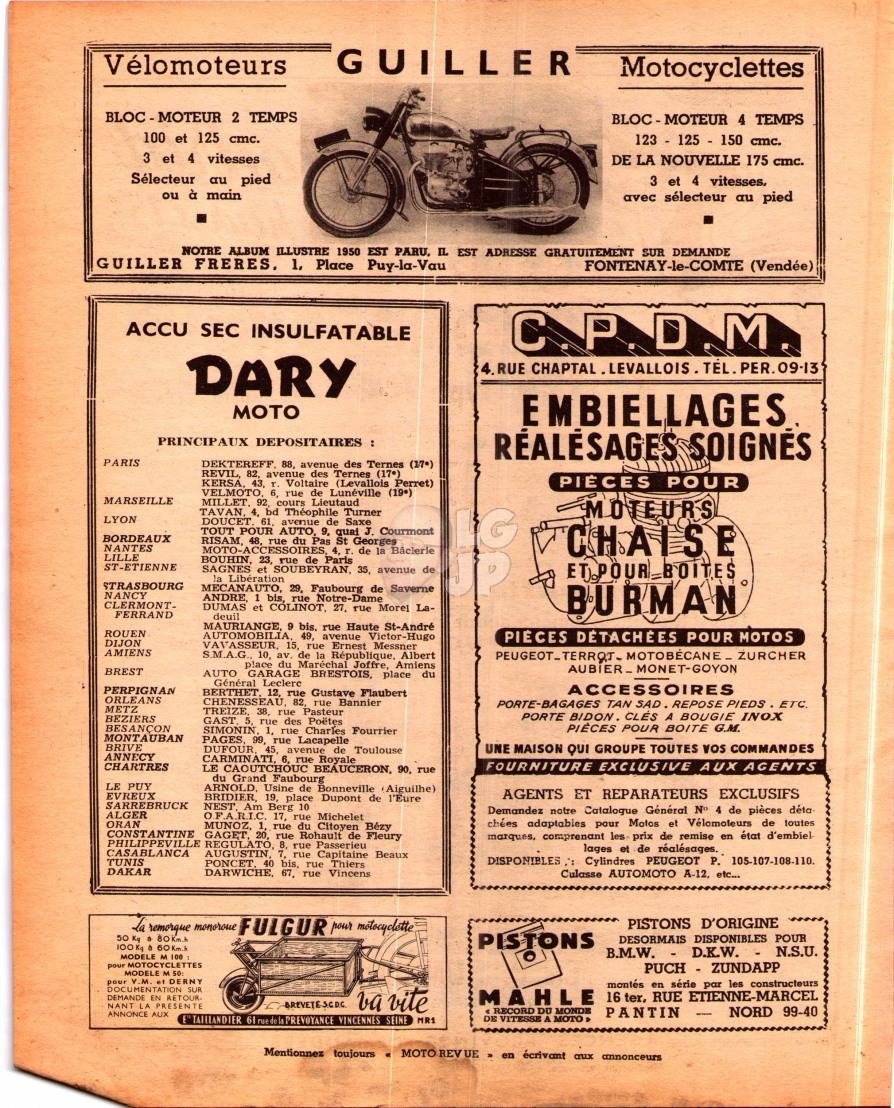 Vélomoteurs
GUILLER
Motocyclettes
BLOC - MOTEUR 2 TEMPS
100 et 125 cmc.
3 et 4 vitesses
Sélecteur au pied
ou à main
BLOC - MOTEUR 4 TEMPS
123 - 125 - 150 cmc.
DE LA NOUVELLE 175 cmc.
3 et 4 vitesses,
avec sélecteur au pied
NOTRE ALBUM ILLUSTRE 1950 EST PARU, IL EST ADRESSE GRATUITEMENT SUR DEMANDE
GUILLER FRERES, 1, Place Puy-la-Vau FONTENAY-le-COMTE (Vendée)
ACCU SEC INSULFATABLE
DARY
MOTO
PRINCIPAUX DEPOSITAIRES :
PARIS DEKTEREFF, 88, avenue des Ternes (17e)
REVIL, 82, avenue des Ternes (17e)
KERSA, 43, r. Voltaire (Levallois Perret)
VELMOTO, 6, rue de Lunéville (19e)
MARSEILLE MILLET, 92, cours Lieutaud
TAVAN, 4, bd Théophile Turner
LYON DOUCET, 61, avenue de Saxe
TOUT POUR AUTO, 9, quai J. Courmont
BORDEAUX RISAM, 48, rue du Pas St Georges
NANTES MOTO-ACCESSOIRES, 4, r. de la Bâclerie
LILLE BOUHIN, 23, rue de Paris
ST-ETIENNE SAGNES et SOUBEYRAN, 35, avenue de
la Libération
STRASBOURG MECANAUTO, 29, Faubourg de Saverne
NANCY ANDRE, 1 bis, rue Notre-Dame
CLERMONT- DUMAS et COLINOT, 27, rue Morel La-
FERRAND deuil
MAURIANGE, 9 bis, rue Haute St-André
ROUEN AUTOMOBILIA, 49, avenue Victor-Hugo
DIJON VAVASSEUR, 15, rue Ernest Messner
AMIENS S.M.A.G., 10, av. de la République, Albert
place du Maréchal Joffre, Amiens
BREST AUTO GARAGE BRESTOIS, place du
Général Leclerc
PERPIGNAN BERTHET, 12, rue Gustave Flaubert
ORLEANS CHENESSEAU, 82, rue Bannier
METZ TREIZE, 38, rue Pasteur
BEZIERS GAST, 5, rue des Poëtes
BESANÇON SIMONIN, 1, rue Charles Fourrier
MONTAUBAN PAGES, 99, rue Lacapelle
BRIVE DUFOUR, 45, avenue de Toulouse
ANNECY CARMINATI, 6, rue Royale
CHARTRES LE CAOUTCHOUC BEAUCERON, 90, rue
du Grand Faubourg
LE PUY ARNOLD, Usine de Bonneville (Aiguilhe)
EVREUX BRIDIER, 19, place Dupont de l'Eure
SARREBRUCK NEST, Am Berg 10
ALGER O.F.A.R.I.C. 17, rue Michelet
ORAN MUNOZ, 1, rue du Citoyen Bézy
CONSTANTINE GAGET, 20, rue Rohault de Fleury
PHILIPPEVILLE REGULATO, 8, rue Passerieu
CASABLANCA AUGUSTIN, 7, rue Capitaine Beaux
TUNIS PONCET, 40 bis, rue Thiers
DAKAR DARWICHE, 67, rue Vincens
C.P.D.M.
4, RUE CHAPTAL . LEVALLOIS . TÉL. PER. 09-13
EMBIELLAGES
RÉALÉSAGES SOIGNÉS
PIÈCES POUR
MOTEURS
CHAISE
ET POUR BOITES
BURMAN
PIÈCES DÉTACHÉES POUR MOTOS
PEUGEOT_TERROT_MOTOBÉCANE_ZURCHER
AUBIER_MONET-GOYON
ACCESSOIRES
PORTE-BAGAGES TAN SAD . REPOSE PIEDS . ETC.
PORTE BIDON . CLÉS A BOUGIE INOX
PIÈCES POUR BOITE G.M.
UNE MAISON QUI GROUPE TOUTES VOS COMMANDES
FOURNITURE EXCLUSIVE AUX AGENTS
AGENTS ET REPARATEURS EXCLUSIFS
Demandez notre Catalogue Général No 4 de pièces déta-
chées adaptables pour Motos et Vélomoteurs de toutes
marques, comprenant les prix de remise en état d'embiel-
lages et de réalésages.
DISPONIBLES : Cylindres PEUGEOT P. 105-107-108-110.
Culasse AUTOMOTO A-12, etc...
La remorque monoroue FULGUR pour motocyclette
50 Kg à 80 Km.h
100 Kg à 60 Km.h
MODELE M 100 :
pour MOTOCYCLETTES
MODELE M 50:
pour V.M. et DERNY
DOCUMENTATION SUR
DEMANDE EN RETOUR-
NANT LA PRESENTE
ANNONCE AUX
BREVETÉ S.G.D.G.
va vite
Ets TAILLANDIER 61 rue de la PREVOYANCE VINCENNES SEINE MR1
PISTONS
MAHLE
« RECORD DU MONDE
DE VITESSE A MOTO »
PISTONS D'ORIGINE
DESORMAIS DISPONIBLES POUR
B.M.W. - D.K.W. - N.S.U.
PUCH - ZUNDAPP
montés en série par les constructeurs
16 ter, RUE ETIENNE-MARCEL
PANTIN — NORD 99-40
Mentionnez toujours « MOTO REVUE » en écrivant aux annonceurs
LG
UP